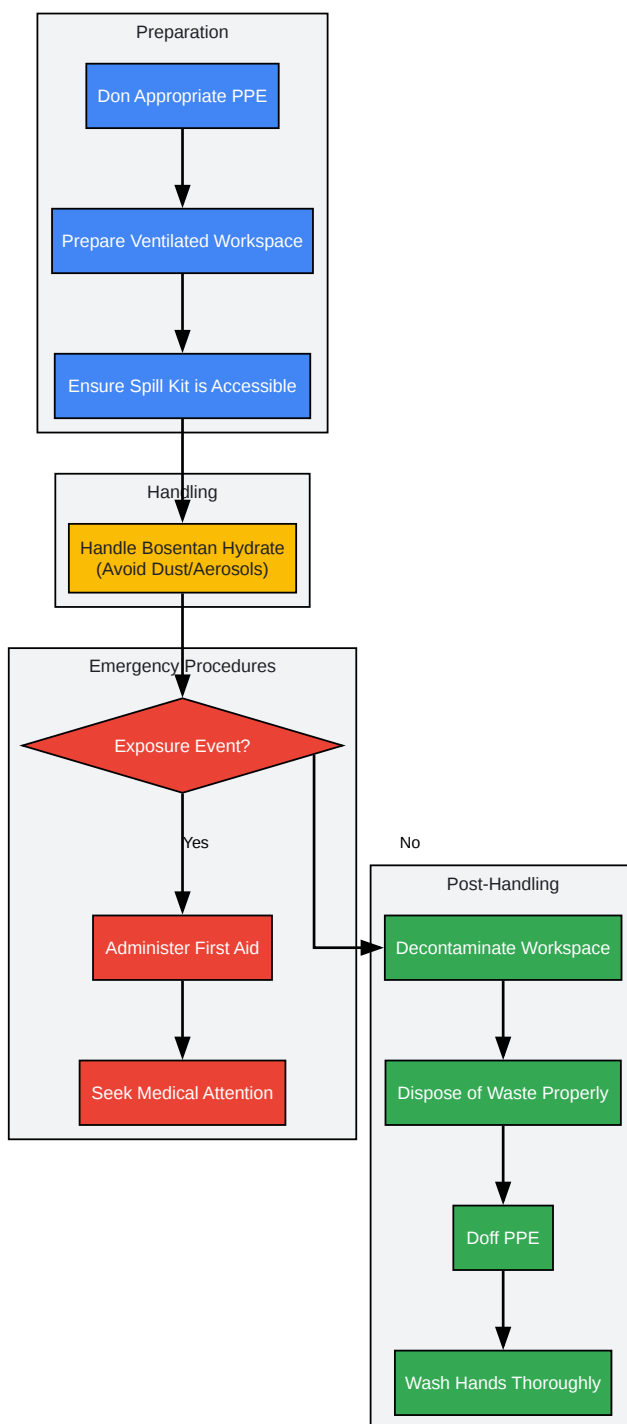 Preparation
Don Appropriate PPE
Prepare Ventilated Workspace
Ensure Spill Kit is Accessible
Handling
Handle Bosentan Hydrate
(Avoid Dust/Aerosols)
Emergency Procedures
Exposure Event?
Yes
No
Administer First Aid
Seek Medical Attention
Post-Handling
Decontaminate Workspace
Dispose of Waste Properly
Doff PPE
Wash Hands Thoroughly